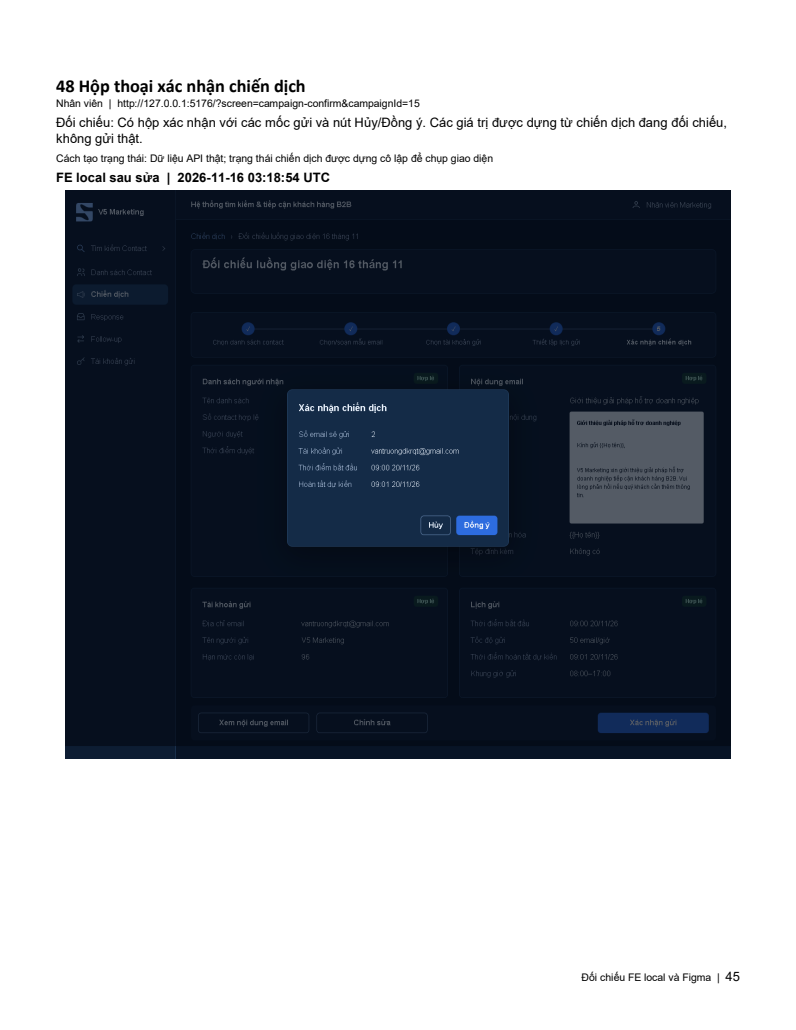 48 Hộp thoại xác nhận chiến dịch
Nhân viên | http://127.0.0.1:5176/?screen=campaign-confirm&campaignId=15
Đối chiếu: Có hộp xác nhận với các mốc gửi và nút Hủy/Đồng ý. Các giá trị được dựng từ chiến dịch đang đối chiếu,
không gửi thật.
Cách tạo trạng thái: Dữ liệu API thật; trạng thái chiến dịch được dựng cô lập để chụp giao diện
FE local sau sửa | 2026-11-16 03:18:54 UTC
V5 Marketing
Hệ thống tìm kiếm & tiếp cận khách hàng B2B
Nhân viên Marketing
Tìm kiếm Contact
Danh sách Contact
Chiến dịch
Response
Follow-up
Tài khoản gửi
Chiến dịch › Đối chiếu luồng giao diện 16 tháng 11
Đối chiếu luồng giao diện 16 tháng 11
Chọn danh sách contact
Chọn/soạn mẫu email
Chọn tài khoản gửi
Thiết lập lịch gửi
Xác nhận chiến dịch
Danh sách người nhận Hợp lệ
Tên danh sách
Số contact hợp lệ
Người duyệt
Thời điểm duyệt
Nội dung email Hợp lệ
Giới thiệu giải pháp hỗ trợ doanh nghiệp
nội dung
Giới thiệu giải pháp hỗ trợ doanh nghiệp
Kính gửi {{Họ tên}},
V5 Marketing xin giới thiệu giải pháp hỗ trợ
doanh nghiệp tiếp cận khách hàng B2B. Vui
lòng phản hồi nếu quý khách cần thêm thông
tin.
hóa {{Họ tên}}
Tệp đính kèm Không có
Xác nhận chiến dịch
Số email sẽ gửi 2
Tài khoản gửi vantruongdkrqt@gmail.com
Thời điểm bắt đầu 09:00 20/11/26
Hoàn tất dự kiến 09:01 20/11/26
Hủy Đồng ý
Tài khoản gửi Hợp lệ
Địa chỉ email vantruongdkrqt@gmail.com
Tên người gửi V5 Marketing
Hạn mức còn lại 96
Lịch gửi Hợp lệ
Thời điểm bắt đầu 09:00 20/11/26
Tốc độ gửi 50 email/giờ
Thời điểm hoàn tất dự kiến 09:01 20/11/26
Khung giờ gửi 08:00–17:00
Xem nội dung email Chỉnh sửa Xác nhận gửi
Đối chiếu FE local và Figma | 45